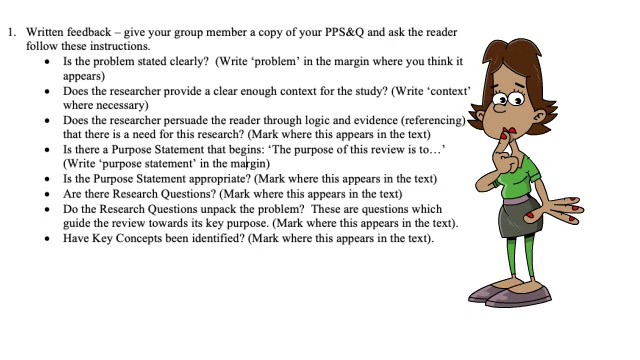 1. Written feedback – give your group member a copy of your PPS&Q and ask the reader
follow these instructions.
• Is the problem stated clearly? (Write ‘problem’ in the margin where you think it
appears)
• Does the researcher provide a clear enough context for the study? (Write ‘context’
where necessary)
• Does the researcher persuade the reader through logic and evidence (referencing)
that there is a need for this research? (Mark where this appears in the text)
• Is there a Purpose Statement that begins: ‘The purpose of this review is to…’
(Write ‘purpose statement’ in the margin)
• Is the Purpose Statement appropriate? (Mark where this appears in the text)
• Are there Research Questions? (Mark where this appears in the text)
• Do the Research Questions unpack the problem? These are questions which
guide the review towards its key purpose. (Mark where this appears in the text).
• Have Key Concepts been identified? (Mark where this appears in the text).